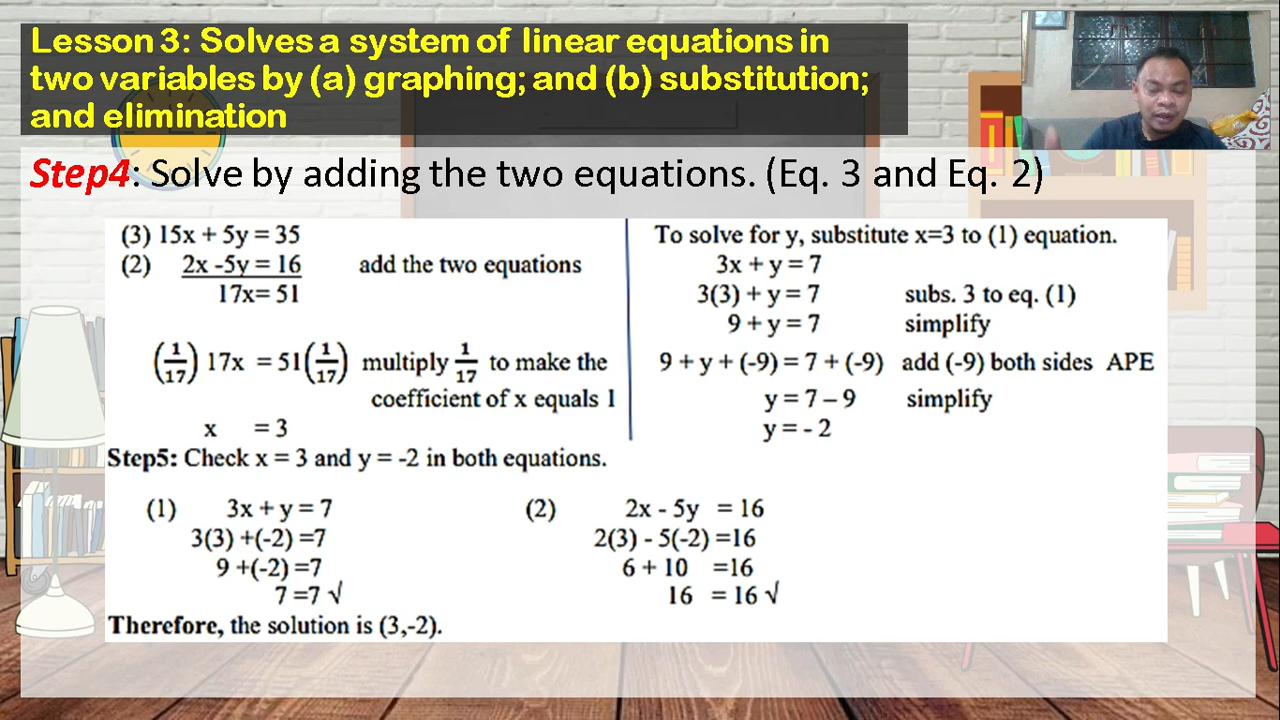 Lesson 3: Solves a system of linear equations in
two variables by (a) graphing; and (b) substitution;
and elimination
Step4: Solve by adding the two equations. (Eq. 3 and Eq. 2)
(3) 15x + 5y = 35
(2) 2x -5y = 16 add the two equations
17x= 51
(1/17) 17x = 51(1/17) multiply 1/17 to make the
coefficient of x equals 1
x = 3
To solve for y, substitute x=3 to (1) equation.
3x + y = 7
3(3) + y = 7 subs. 3 to eq. (1)
9 + y = 7 simplify
9 + y + (-9) = 7 + (-9) add (-9) both sides APE
y = 7 – 9 simplify
y = - 2
Step5: Check x = 3 and y = -2 in both equations.
(1) 3x + y = 7
3(3) +(-2) =7
9 +(-2) =7
7 =7 √
(2) 2x - 5y = 16
2(3) - 5(-2) =16
6 + 10 =16
16 = 16 √
Therefore, the solution is (3,-2).